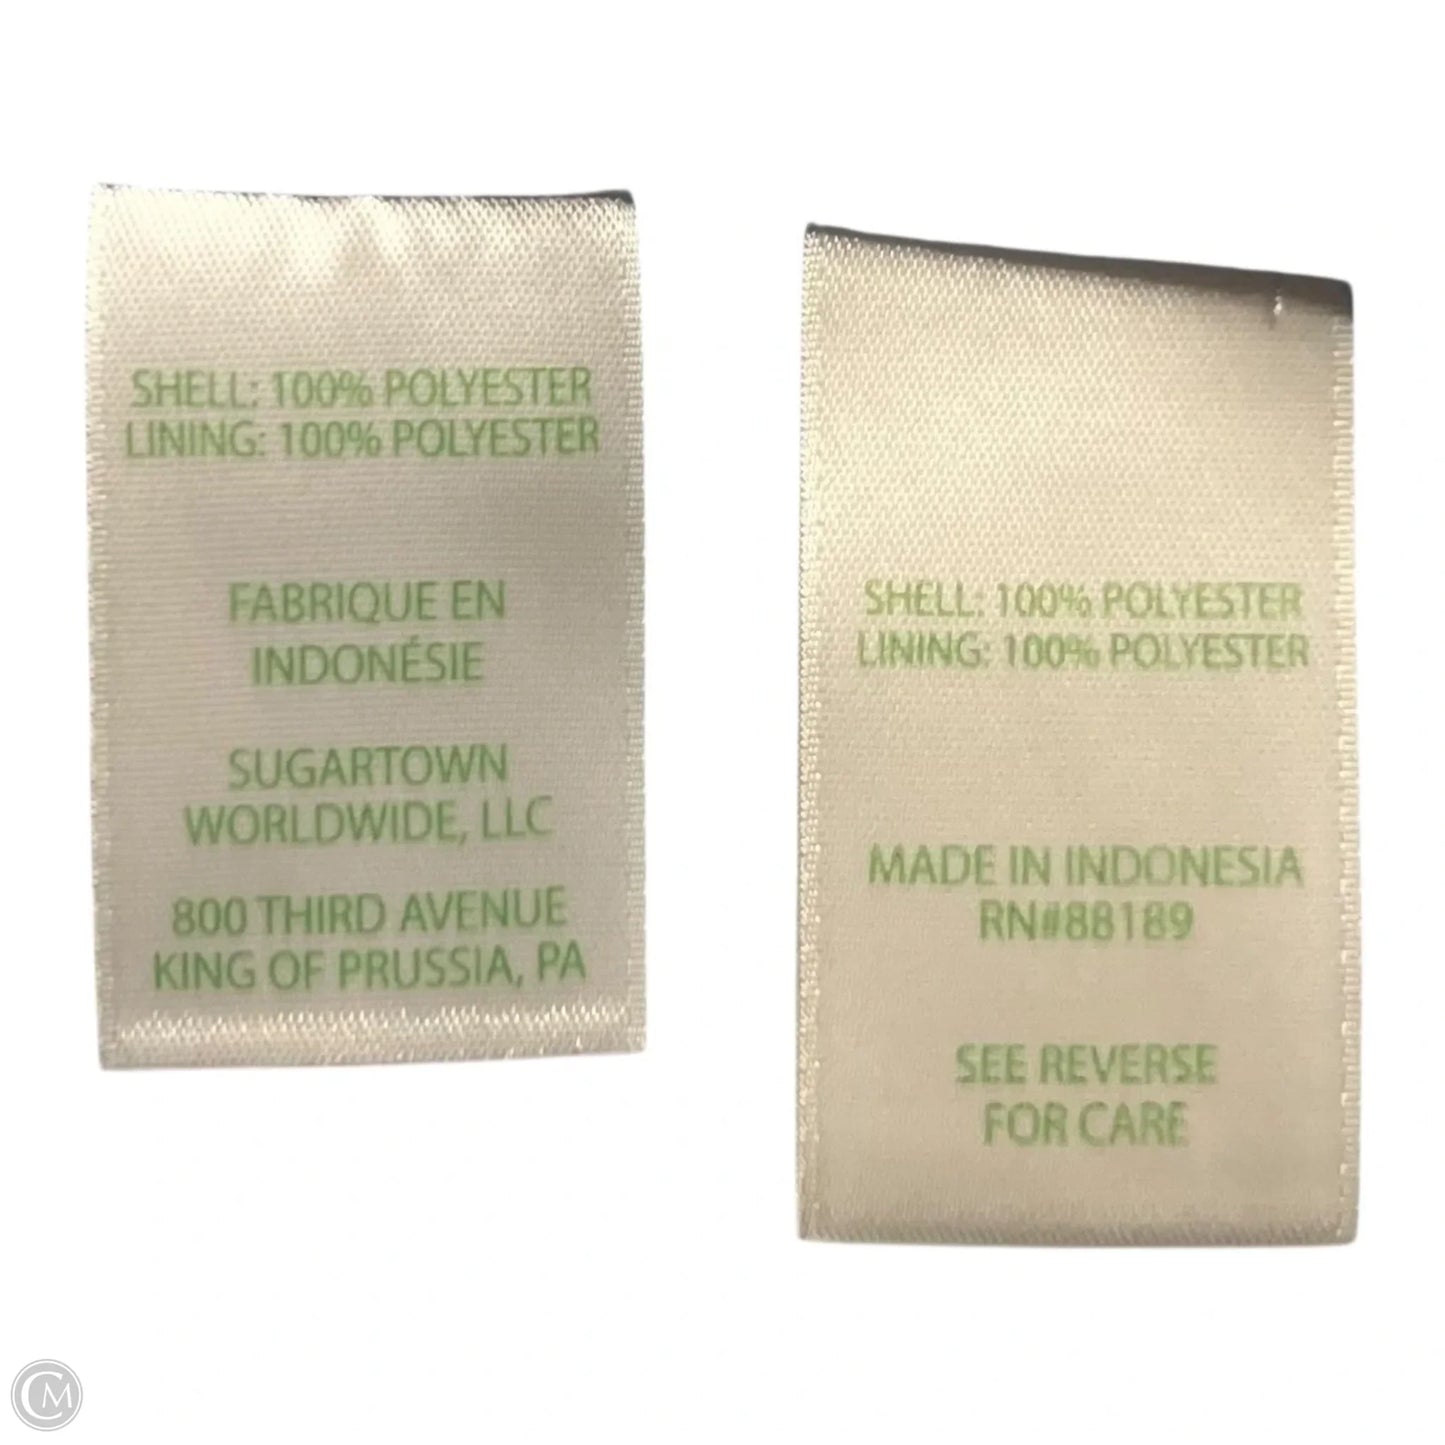 SHELL: 100% POLYESTER
LINING: 100% POLYESTER
FABRIQUE EN
INDONÉSIE
SUGARTOWN
WORLDWIDE, LLC
800 THIRD AVENUE
KING OF PRUSSIA, PA
SHELL: 100% POLYESTER
LINING: 100% POLYESTER
MADE IN INDONESIA
RN#88189
SEE REVERSE
FOR CARE
CM